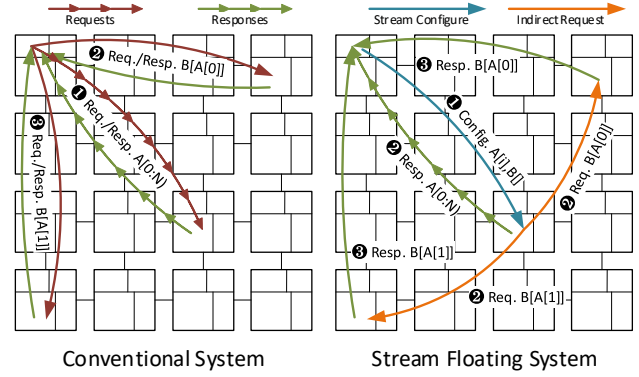 Requests Responses Stream Configure Indirect Request
❷ Req./Resp. B[A[0]]
❶ Req./Resp. A[0:N)
❸ Req./Resp. B[A[1]]
❸ Resp. B[A[0]]
❶ Config. A[i],B[]
❷ Resp. A[0:N)
❷ Req. B[A[0]]
❸ Resp. B[A[1]]
❷ Req. B[A[1]]
Conventional System Stream Floating System